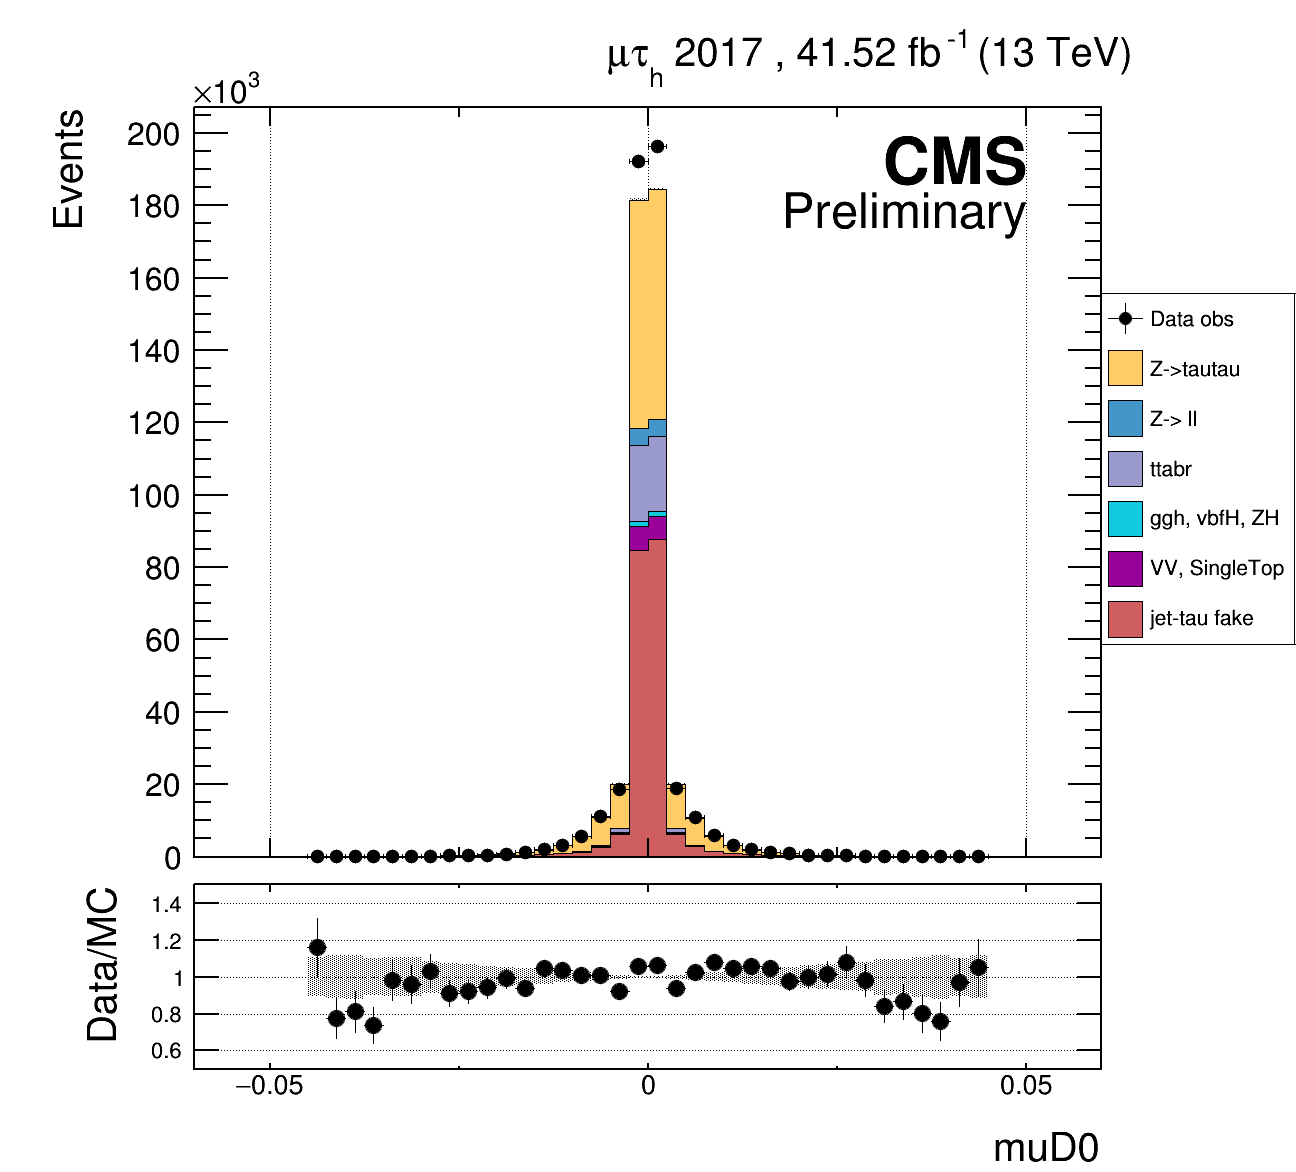 μτh 2017 , 41.52 fb-1 (13 TeV)
×103
Events
200
180
160
140
120
100
80
60
40
20
0
CMS
Preliminary
Data obs
Z->tautau
Z-> ll
ttabr
ggh, vbfH, ZH
VV, SingleTop
jet-tau fake
Data/MC
1.4
1.2
1
0.8
0.6
−0.05 0 0.05
muD0